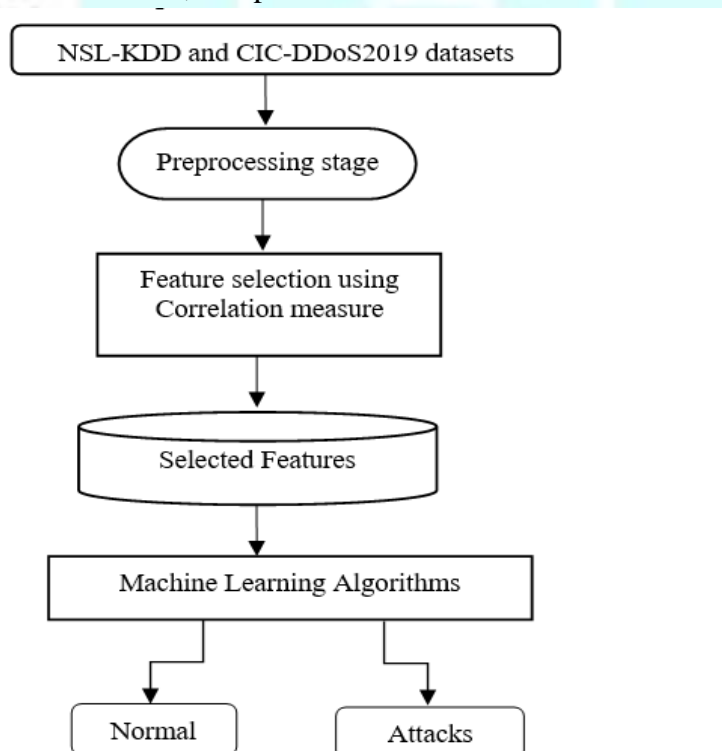 NSL-KDD and CIC-DDoS2019 datasets
Preprocessing stage
Feature selection using
Correlation measure
Selected Features
Machine Learning Algorithms
Normal
Attacks